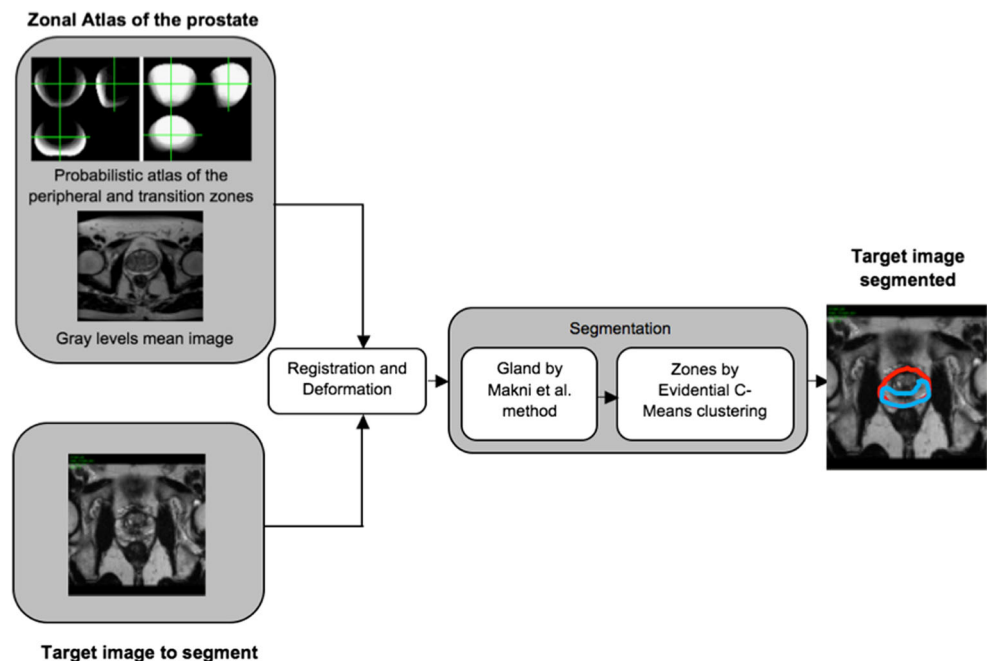 Zonal Atlas of the prostate
Probabilistic atlas of the
peripheral and transition zones
Gray levels mean image
Registration and
Deformation
Segmentation
Gland by
Makni et al.
method
Zones by
Evidential C-
Means clustering
Target image
segmented
Target image to segment